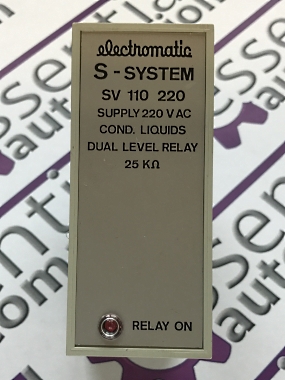 electromatic
S-SYSTEM
SV 110 220
SUPPLY 220 V AC
COND. LIQUIDS
DUAL LEVEL RELAY
25 KΩ
RELAY ON